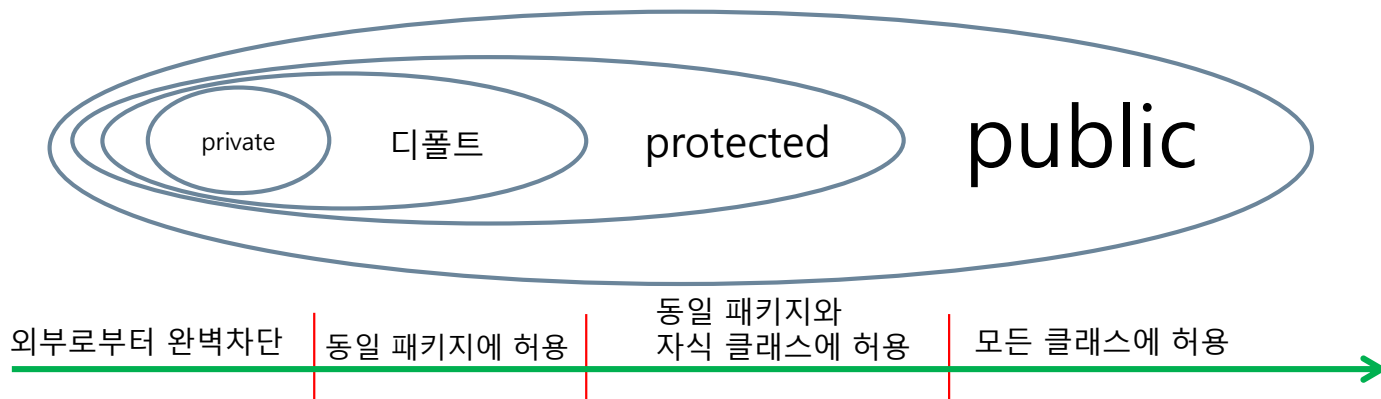 private
디폴트
protected
public
외부로부터 완벽차단
동일 패키지에 허용
동일 패키지와
자식 클래스에 허용
모든 클래스에 허용